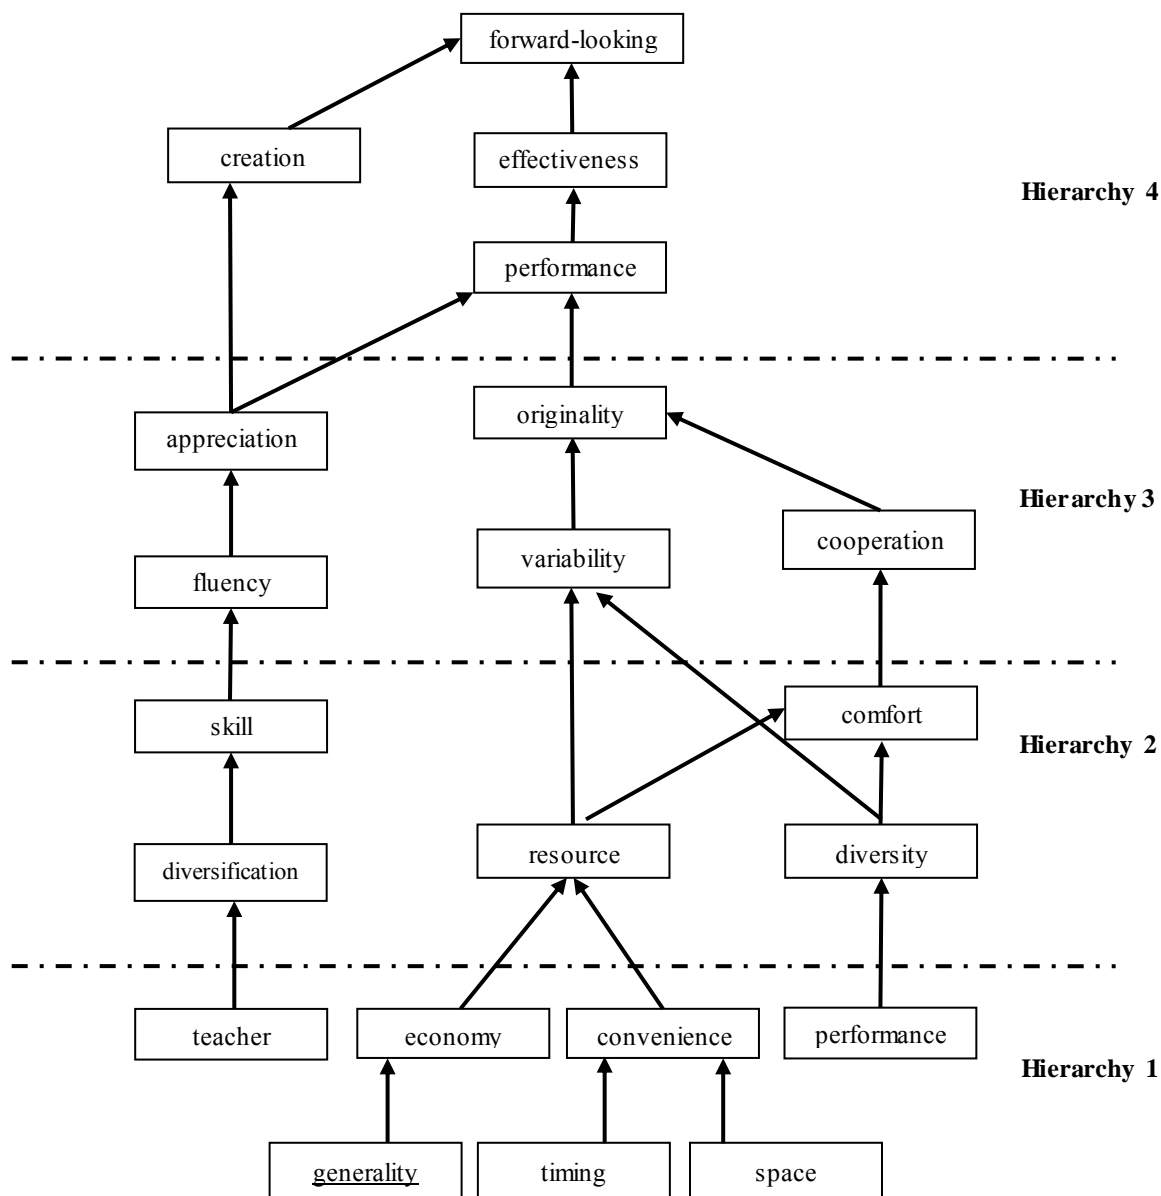 forward-looking
creation
effectiveness
Hierarchy 4
performance
originality
appreciation
Hierarchy 3
cooperation
variability
fluency
comfort
skill
Hierarchy 2
resource
diversity
diversification
teacher
economy
convenience
performance
Hierarchy 1
generality
timing
space